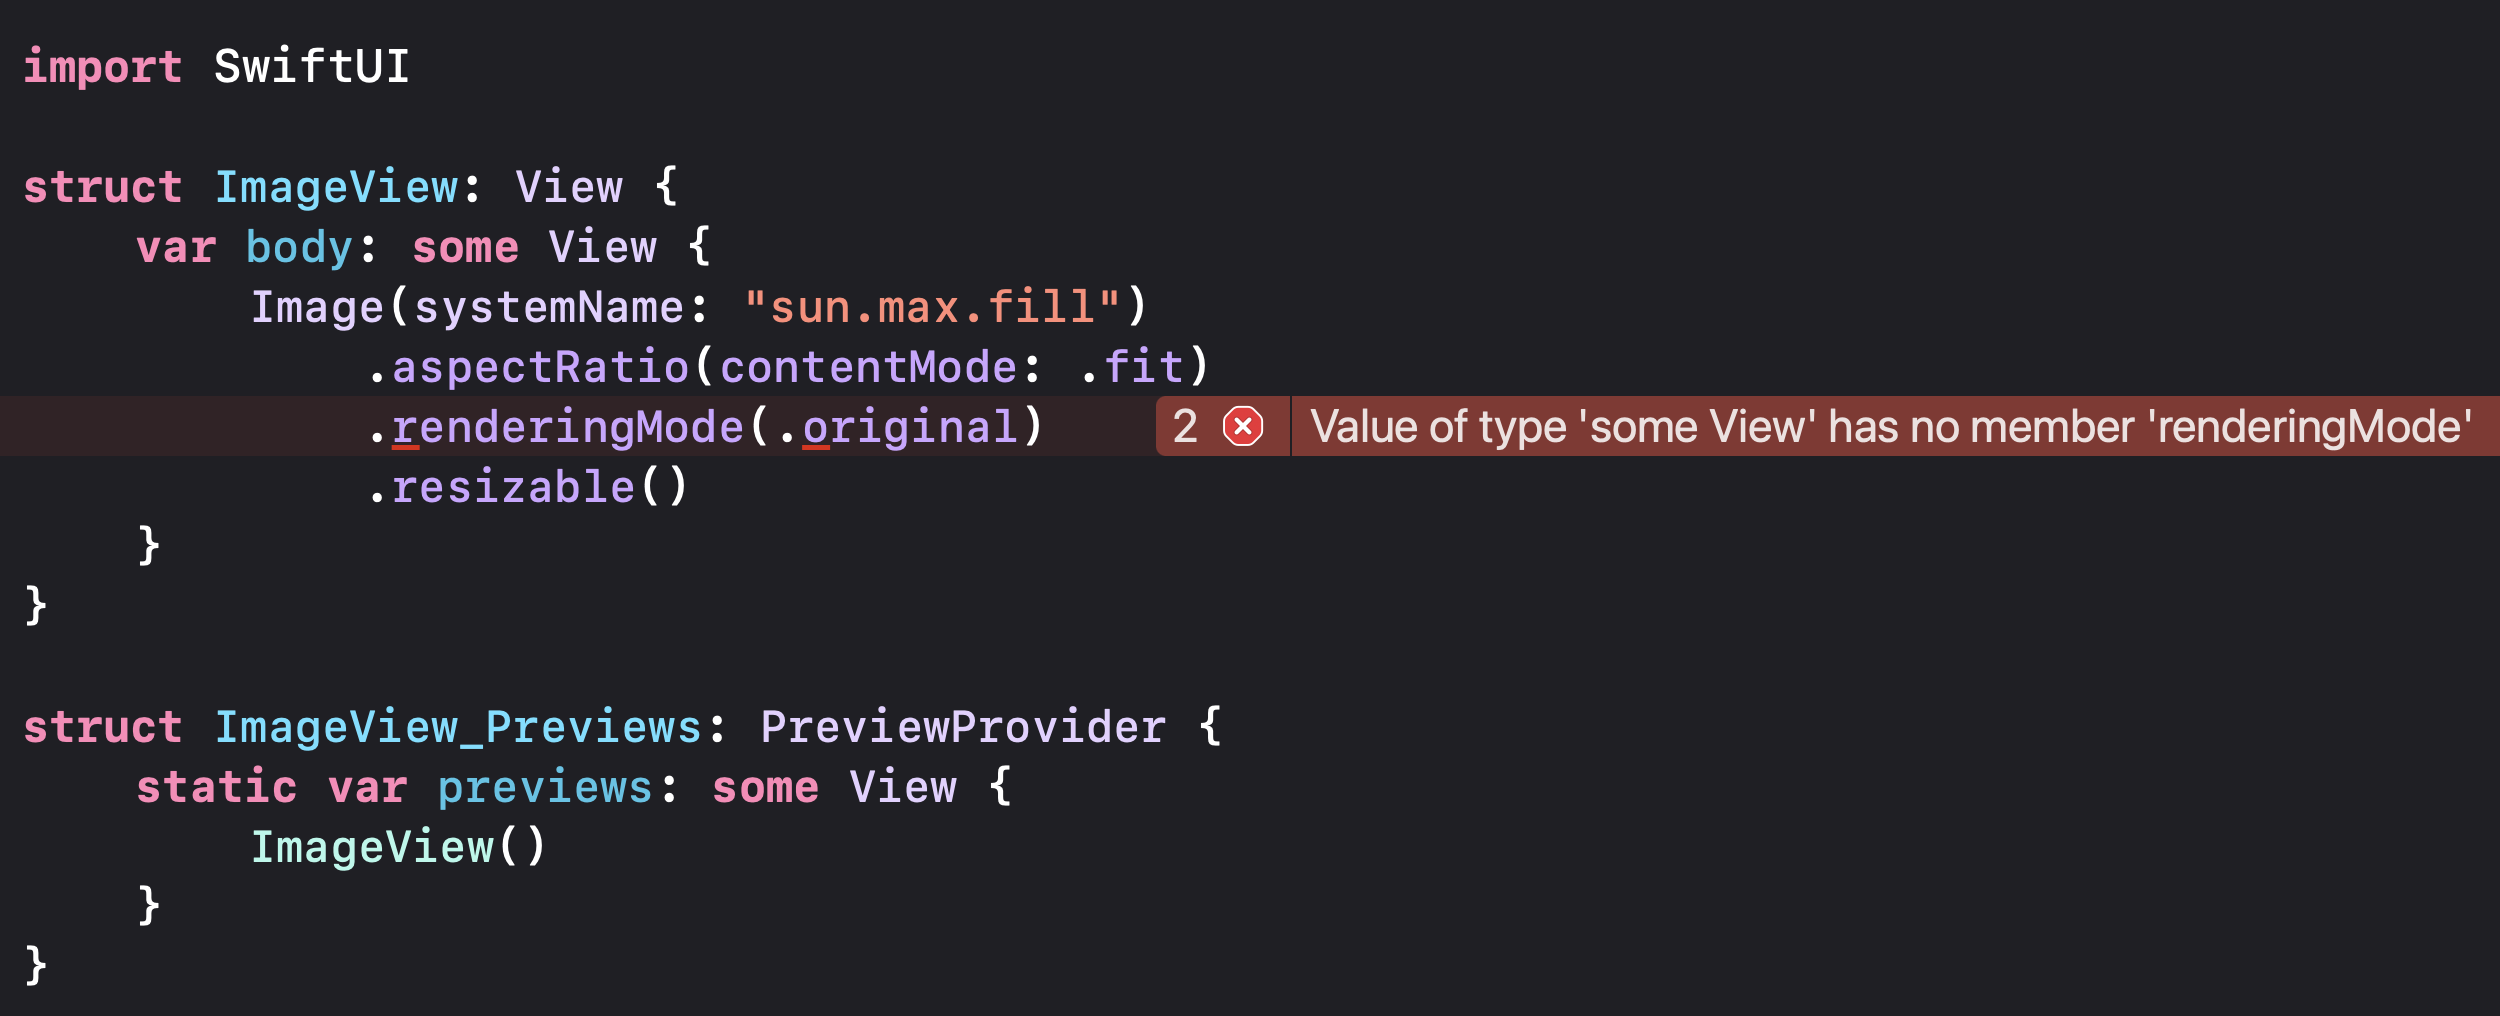 import SwiftUI
struct ImageView: View {
var body: some View {
Image(systemName: "sun.max.fill")
.aspectRatio(contentMode: .fit)
.renderingMode(.original) 2 Value of type 'some View' has no member 'renderingMode'
.resizable()
}
}
struct ImageView_Previews: PreviewProvider {
static var previews: some View {
ImageView()
}
}